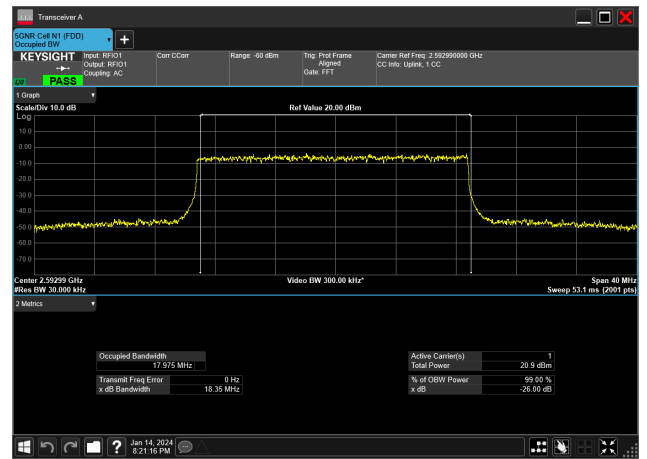 Transceiver A
5GNR Cell N1 (FDD)
Occupied BW
KEYSIGHT
Input: RFIO1
Output: RFIO1
Coupling: AC
Corr CCorr
Range: -60 dBm
Trig: Prot Frame
Aligned
Gate: FFT
Carrier Ref Freq: 2.592990000 GHz
CC Info: Uplink, 1 CC
LW PASS
1 Graph
Scale/Div 10.0 dB
Ref Value 20.00 dBm
Log
10.0
0.00
-10.0
-20.0
-30.0
-40.0
-50.0
-60.0
-70.0
Center 2.59299 GHz
Video BW 300.00 kHz*
Span 40 MHz
#Res BW 30.000 kHz
Sweep 53.1 ms (2001 pts)
2 Metrics
Occupied Bandwidth
17.975 MHz
Transmit Freq Error 0 Hz
x dB Bandwidth 18.35 MHz
Active Carrier(s) 1
Total Power 20.9 dBm
% of OBW Power 99.00 %
x dB -26.00 dB
Jan 14, 2024
8:21:16 PM